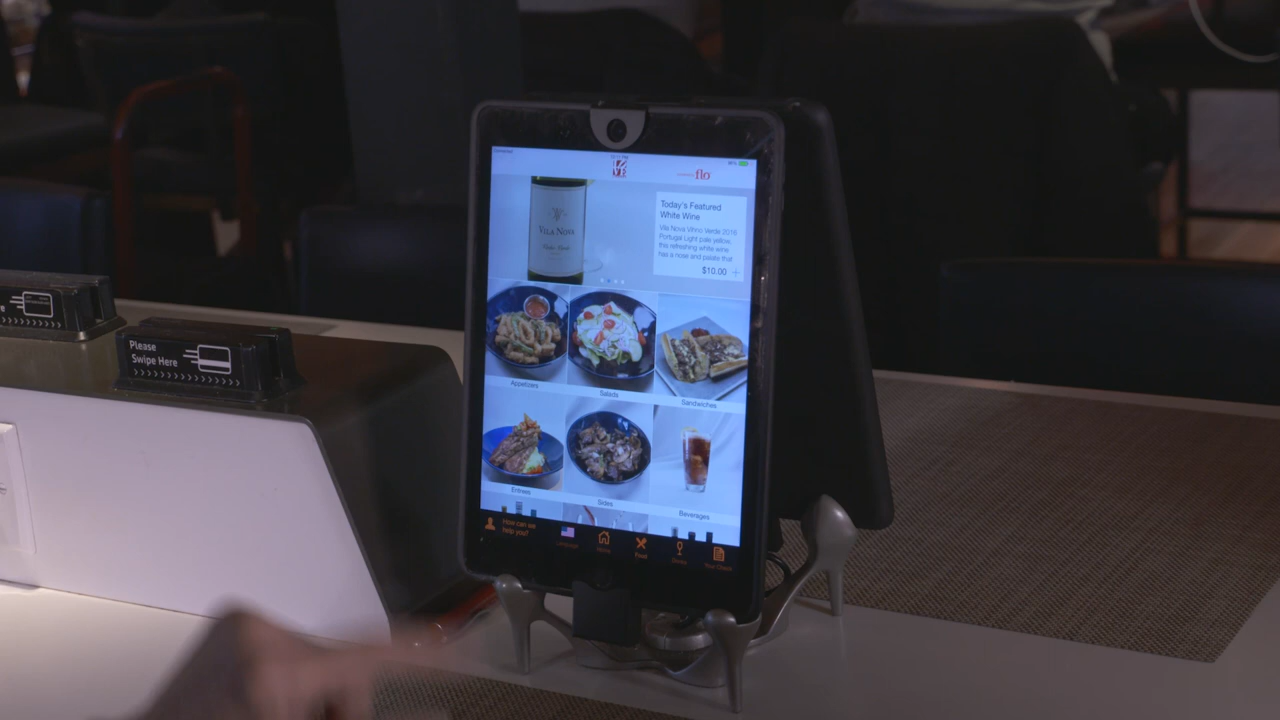 LOVE
flo
VILA NOVA
Today's Featured
White Wine
Vila Nova Vinho Verde 2016
Portugal Light pale yellow,
this refreshing white wine
has a nose and palate that
$10.00 +
Appetizers
Salads
Sandwiches
Entrees
Sides
Beverages
How can we
help you?
Home
Food
Drinks
Your Check
Please
Swipe Here